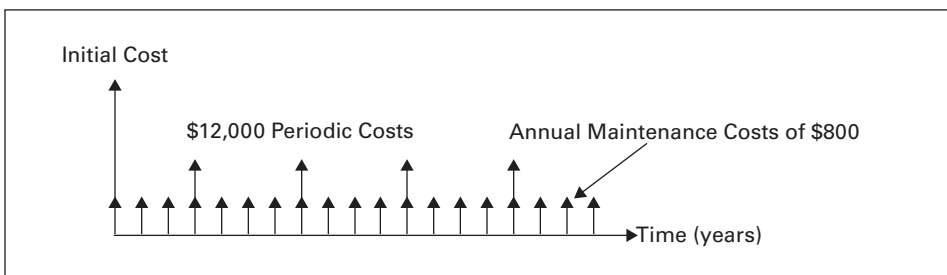 Initial Cost
$12,000 Periodic Costs
Annual Maintenance Costs of $800
Time (years)